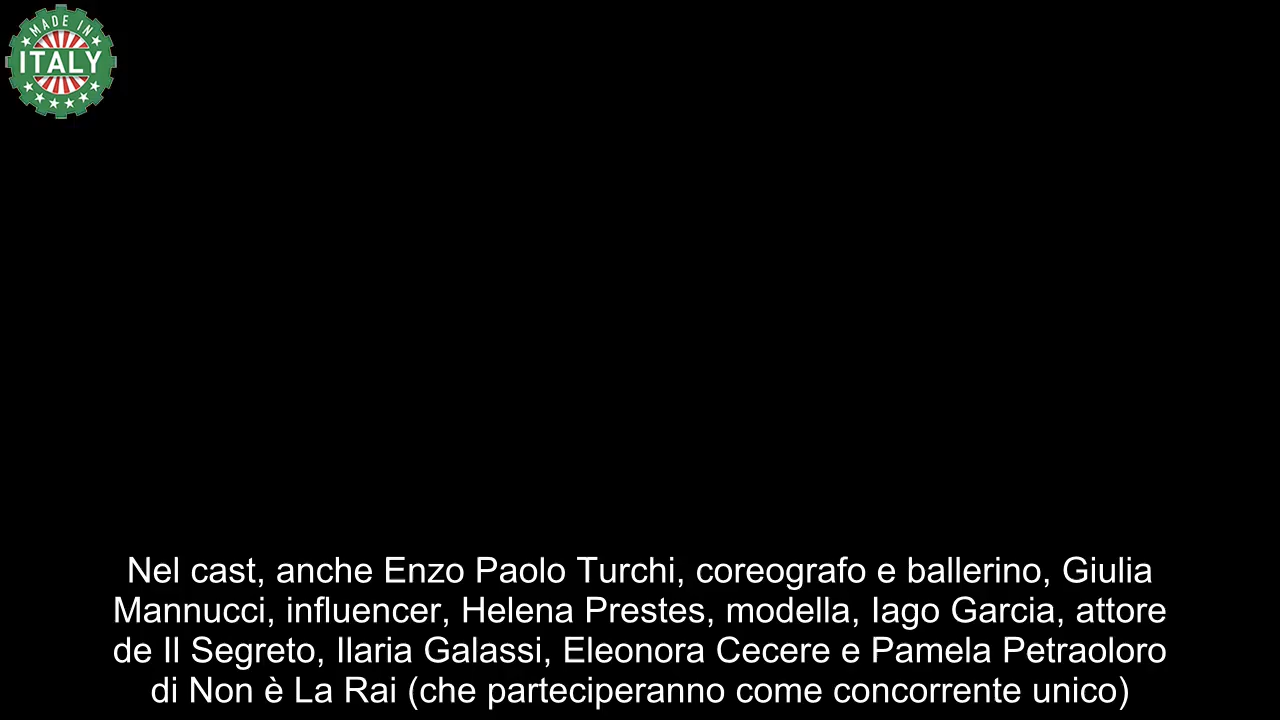 MADE IN
ITALY
Nel cast, anche Enzo Paolo Turchi, coreografo e ballerino, Giulia
Mannucci, influencer, Helena Prestes, modella, Iago Garcia, attore
de Il Segreto, Ilaria Galassi, Eleonora Cecere e Pamela Petraoloro
di Non è La Rai (che parteciperanno come concorrente unico)